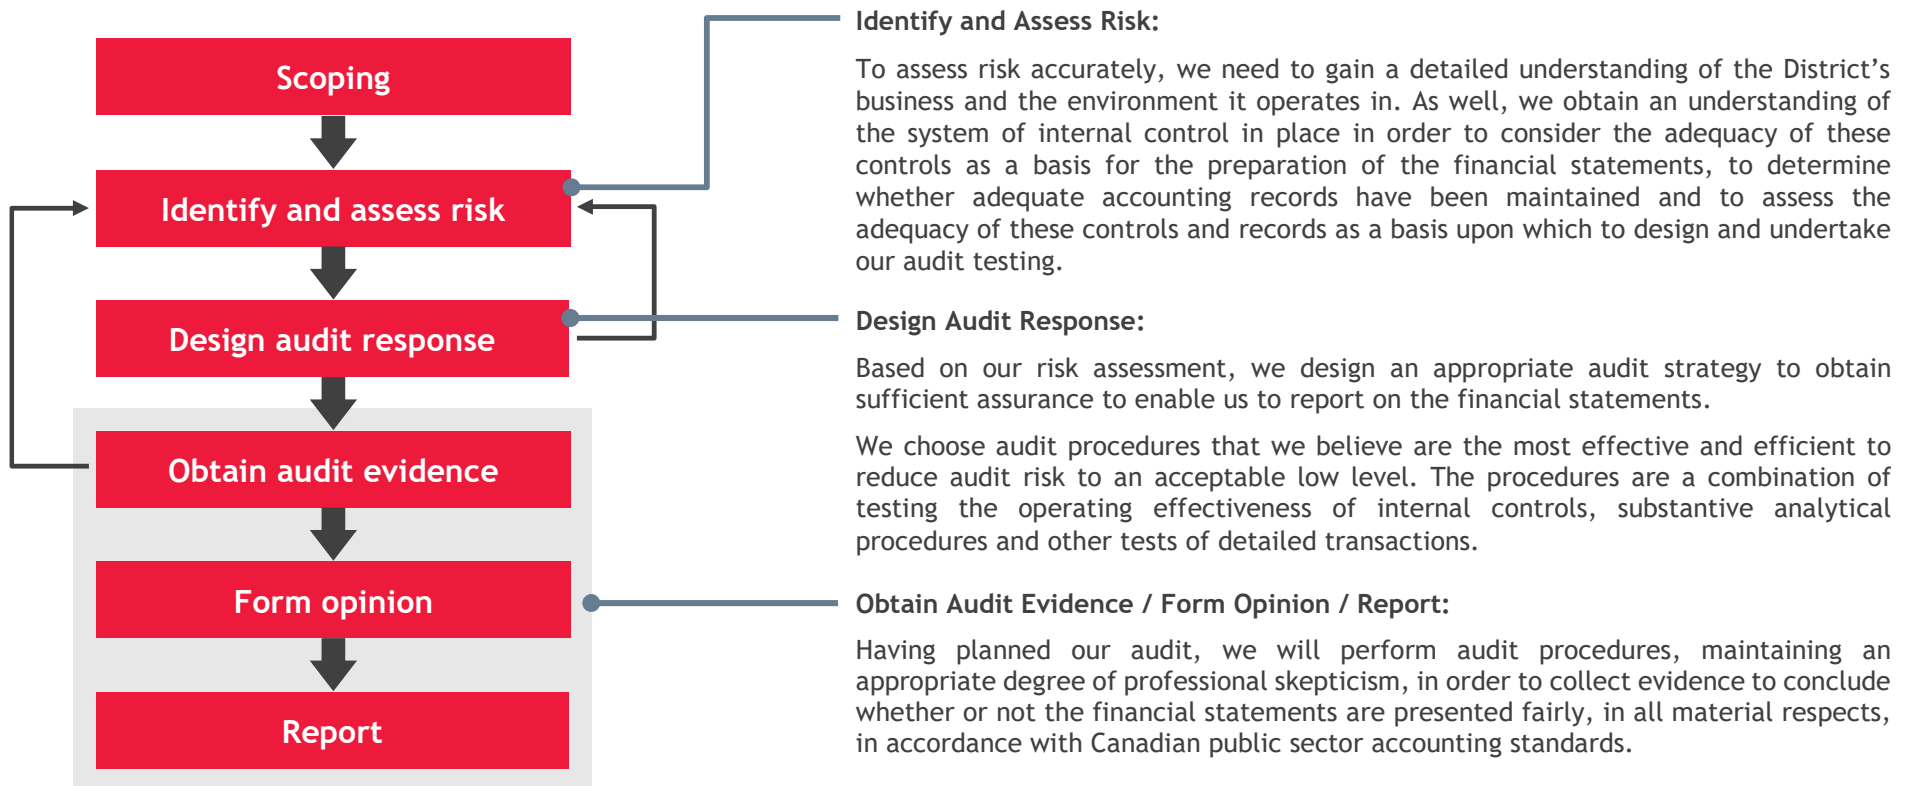 Scoping
Identify and assess risk
Design audit response
Obtain audit evidence
Form opinion
Report
Identify and Assess Risk:
To assess risk accurately, we need to gain a detailed understanding of the District’s
business and the environment it operates in. As well, we obtain an understanding of
the system of internal control in place in order to consider the adequacy of these
controls as a basis for the preparation of the financial statements, to determine
whether adequate accounting records have been maintained and to assess the
adequacy of these controls and records as a basis upon which to design and undertake
our audit testing.
Design Audit Response:
Based on our risk assessment, we design an appropriate audit strategy to obtain
sufficient assurance to enable us to report on the financial statements.
We choose audit procedures that we believe are the most effective and efficient to
reduce audit risk to an acceptable low level. The procedures are a combination of
testing the operating effectiveness of internal controls, substantive analytical
procedures and other tests of detailed transactions.
Obtain Audit Evidence / Form Opinion / Report:
Having planned our audit, we will perform audit procedures, maintaining an
appropriate degree of professional skepticism, in order to collect evidence to conclude
whether or not the financial statements are presented fairly, in all material respects,
in accordance with Canadian public sector accounting standards.